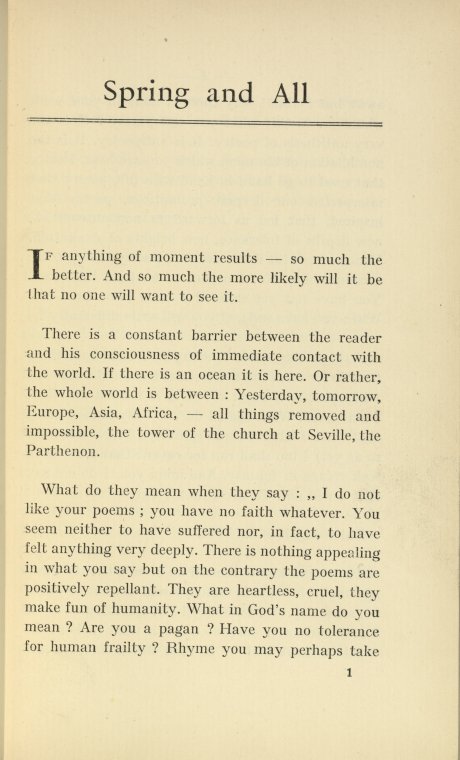 Spring and All
IF anything of moment results — so much the
better. And so much the more likely will it be
that no one will want to see it.
There is a constant barrier between the reader
and his consciousness of immediate contact with
the world. If there is an ocean it is here. Or rather,
the whole world is between : Yesterday, tomorrow,
Europe, Asia, Africa, — all things removed and
impossible, the tower of the church at Seville, the
Parthenon.
What do they mean when they say : „ I do not
like your poems ; you have no faith whatever. You
seem neither to have suffered nor, in fact, to have
felt anything very deeply. There is nothing appealing
in what you say but on the contrary the poems are
positively repellant. They are heartless, cruel, they
make fun of humanity. What in God's name do you
mean ? Are you a pagan ? Have you no tolerance
for human frailty ? Rhyme you may perhaps take
1